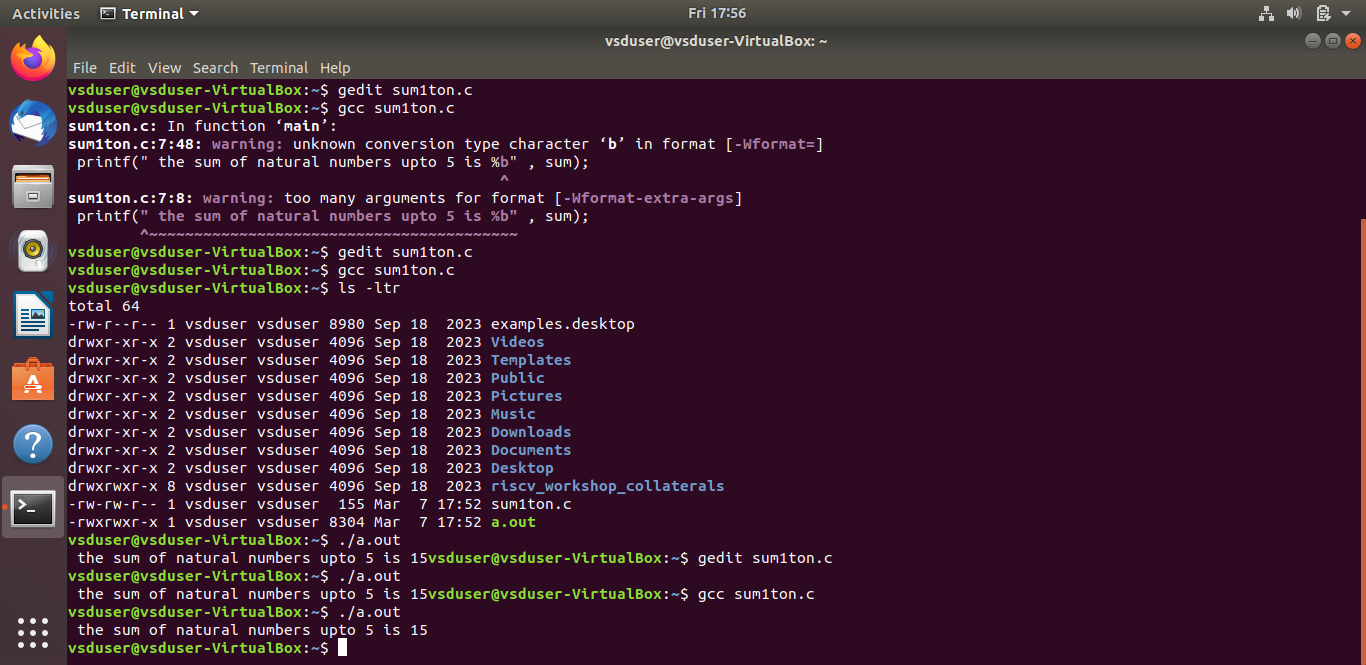 Activities Terminal Fri 17:56
vsduser@vsduser-VirtualBox: ~
File Edit View Search Terminal Help
vsduser@vsduser-VirtualBox:~$ gedit sum1ton.c
vsduser@vsduser-VirtualBox:~$ gcc sum1ton.c
sum1ton.c: In function ‘main’:
sum1ton.c:7:48: warning: unknown conversion type character ‘b’ in format [-Wformat=]
 printf(" the sum of natural numbers upto 5 is %b" , sum);
                                                ^
sum1ton.c:7:8: warning: too many arguments for format [-Wformat-extra-args]
 printf(" the sum of natural numbers upto 5 is %b" , sum);
        ^~~~~~~~~~~~~~~~~~~~~~~~~~~~~~~~~~~~~~~~~~
vsduser@vsduser-VirtualBox:~$ gedit sum1ton.c
vsduser@vsduser-VirtualBox:~$ gcc sum1ton.c
vsduser@vsduser-VirtualBox:~$ ls -ltr
total 64
-rw-r--r-- 1 vsduser vsduser 8980 Sep 18  2023 examples.desktop
drwxr-xr-x 2 vsduser vsduser 4096 Sep 18  2023 Videos
drwxr-xr-x 2 vsduser vsduser 4096 Sep 18  2023 Templates
drwxr-xr-x 2 vsduser vsduser 4096 Sep 18  2023 Public
drwxr-xr-x 2 vsduser vsduser 4096 Sep 18  2023 Pictures
drwxr-xr-x 2 vsduser vsduser 4096 Sep 18  2023 Music
drwxr-xr-x 2 vsduser vsduser 4096 Sep 18  2023 Downloads
drwxr-xr-x 2 vsduser vsduser 4096 Sep 18  2023 Documents
drwxr-xr-x 2 vsduser vsduser 4096 Sep 18  2023 Desktop
drwxrwxr-x 8 vsduser vsduser 4096 Sep 18  2023 riscv_workshop_collaterals
-rw-rw-r-- 1 vsduser vsduser  155 Mar  7 17:52 sum1ton.c
-rwxrwxr-x 1 vsduser vsduser 8304 Mar  7 17:52 a.out
vsduser@vsduser-VirtualBox:~$ ./a.out
 the sum of natural numbers upto 5 is 15vsduser@vsduser-VirtualBox:~$ gedit sum1ton.c
vsduser@vsduser-VirtualBox:~$ ./a.out
 the sum of natural numbers upto 5 is 15vsduser@vsduser-VirtualBox:~$ gcc sum1ton.c
vsduser@vsduser-VirtualBox:~$ ./a.out
 the sum of natural numbers upto 5 is 15
vsduser@vsduser-VirtualBox:~$